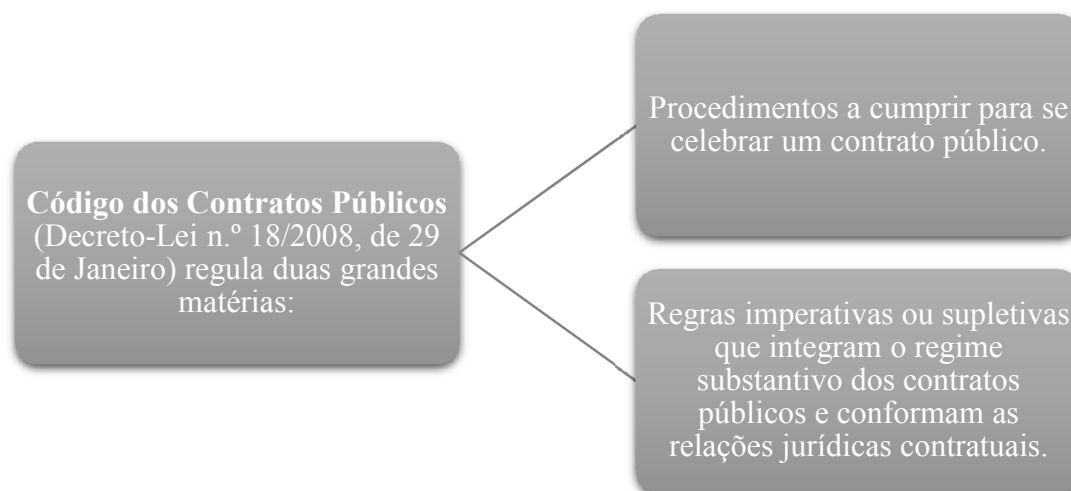 Código dos Contratos Públicos
(Decreto-Lei n.º 18/2008, de 29
de Janeiro) regula duas grandes
matérias:
Procedimentos a cumprir para se
celebrar um contrato público.
Regras imperativas ou supletivas
que integram o regime
substantivo dos contratos
públicos e conformam as
relações jurídicas contratuais.